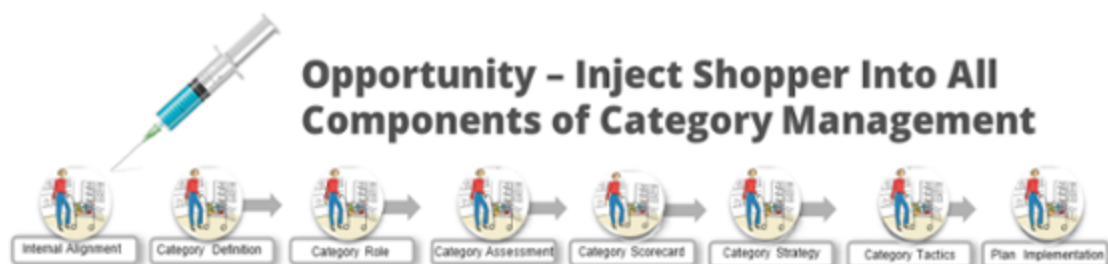 Opportunity – Inject Shopper Into All
Components of Category Management
Internal Alignment
Category Definition
Category Role
Category Assessment
Category Scorecard
Category Strategy
Category Tactics
Plan Implementation